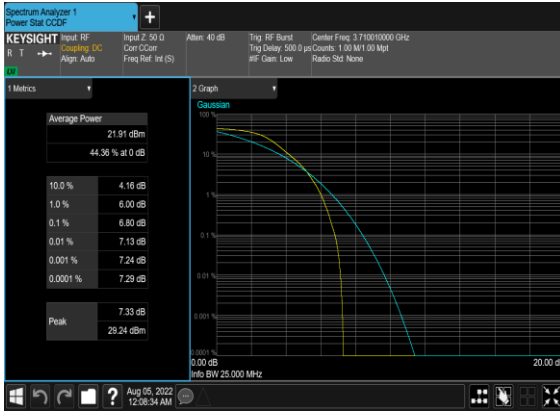 Spectrum Analyzer 1
Power Stat CCDF
+
KEYSIGHT Input: RF Input Z: 50 Ω Atten: 40 dB Trig: RF Burst Center Freq: 3.710010000 GHz
R T Coupling: DC Corr CCorr Trig Delay: 500.0 µs Counts: 1.00 M/1.00 Mpt
Align: Auto Freq Ref: Int (S) #IF Gain: Low Radio Std: None
1 Metrics
2 Graph
Average Power
21.91 dBm
44.36 % at 0 dB
10.0 % 4.16 dB
1.0 % 6.00 dB
0.1 % 6.80 dB
0.01 % 7.13 dB
0.001 % 7.24 dB
0.0001 % 7.29 dB
Peak
7.33 dB
29.24 dBm
Gaussian
100 %
10 %
1 %
0.1 %
0.01 %
0.001 %
0.0001 %
0.00 dB 20.00 d
Info BW 25.000 MHz
? Aug 05, 2022
12:08:34 AM